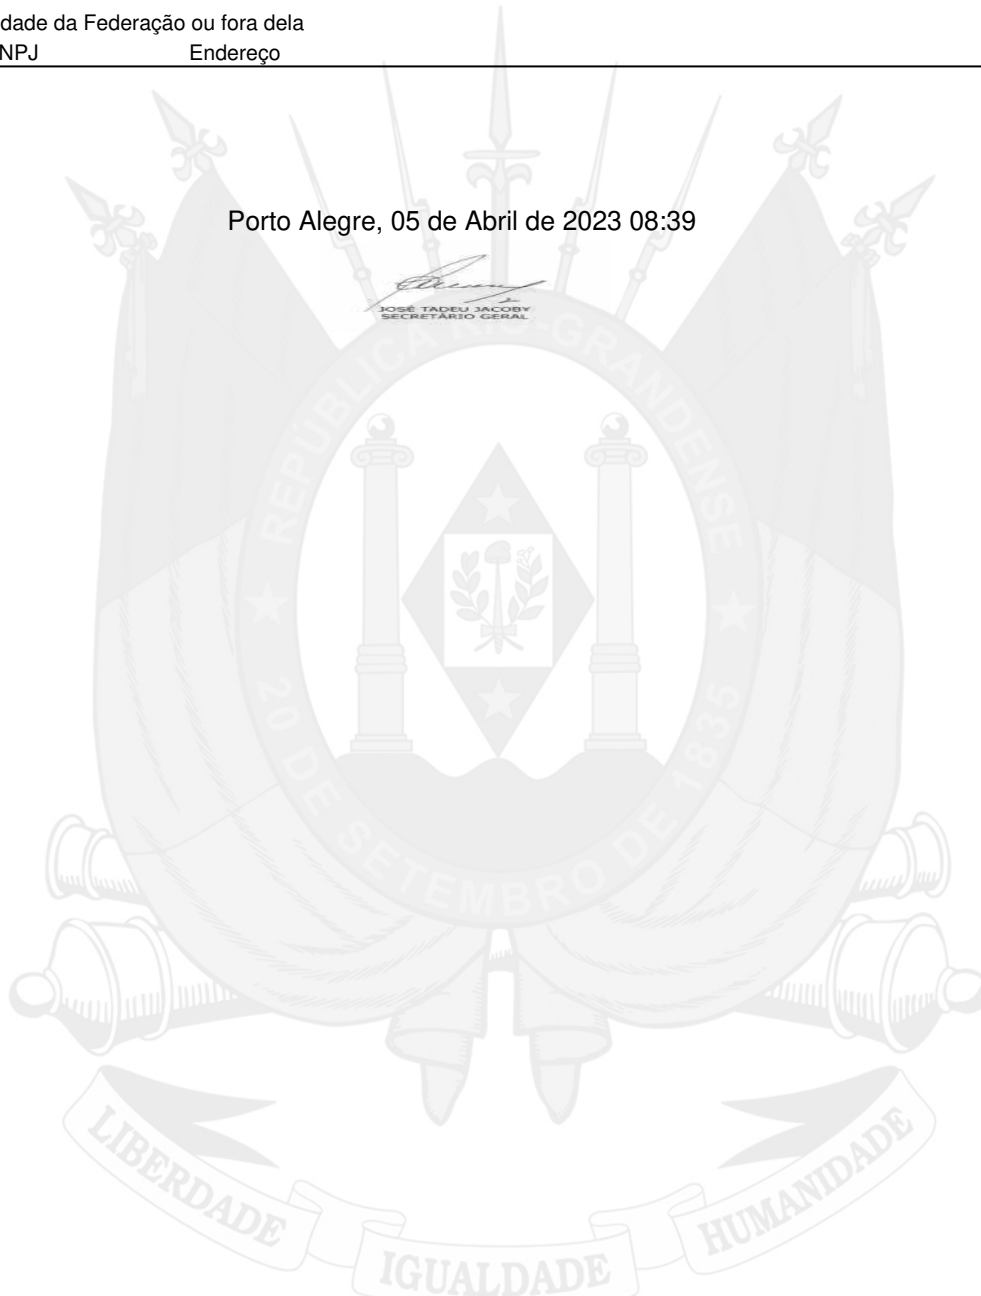 dade da Federação ou fora dela
NPJ Endereço
Porto Alegre, 05 de Abril de 2023 08:39
JOSÉ TADEU JACOBY
SECRETÁRIO GERAL
REPÚBLICA RIO-GRANDENSE
20 DE SETEMBRO DE 1835
LIBERDADE
IGUALDADE
HUMANIDADE